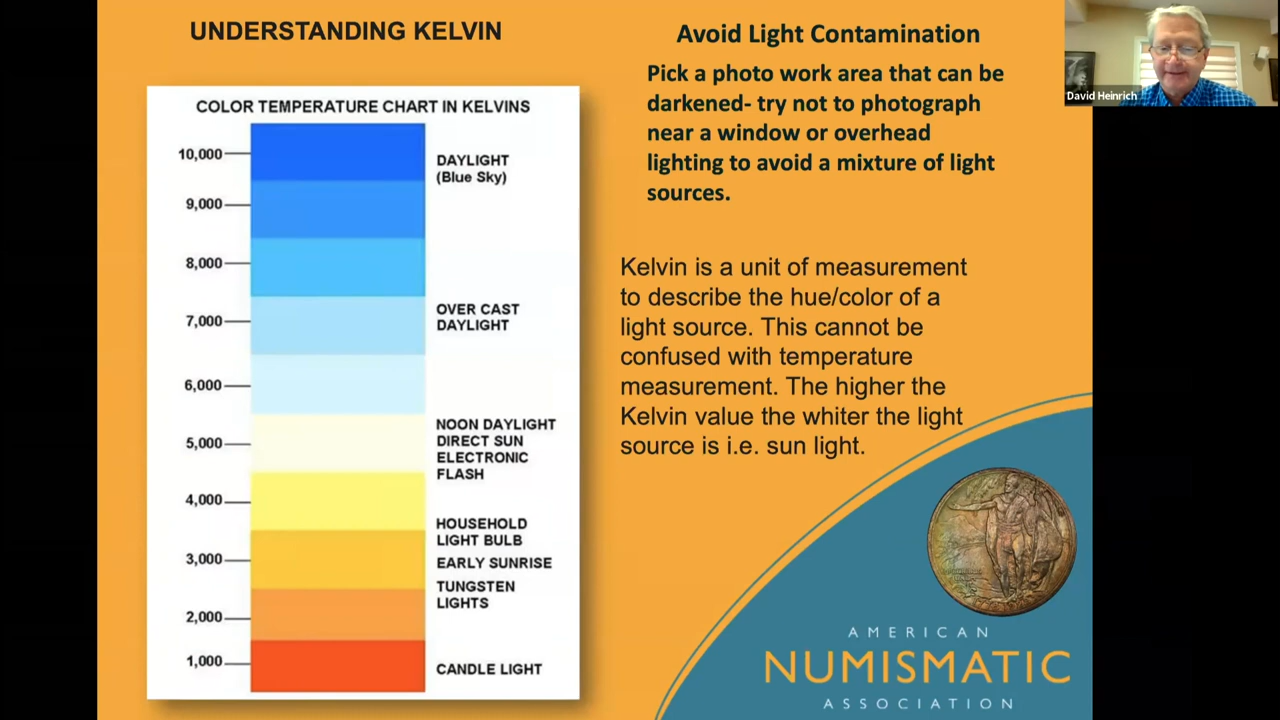 UNDERSTANDING KELVIN
COLOR TEMPERATURE CHART IN KELVINS
10,000
9,000
8,000
7,000
6,000
5,000
4,000
3,000
2,000
1,000
DAYLIGHT
(Blue Sky)
OVER CAST
DAYLIGHT
NOON DAYLIGHT
DIRECT SUN
ELECTRONIC
FLASH
HOUSEHOLD
LIGHT BULB
EARLY SUNRISE
TUNGSTEN
LIGHTS
CANDLE LIGHT
Avoid Light Contamination
Pick a photo work area that can be
darkened- try not to photograph
near a window or overhead
lighting to avoid a mixture of light
sources.
Kelvin is a unit of measurement
to describe the hue/color of a
light source. This cannot be
confused with temperature
measurement. The higher the
Kelvin value the whiter the light
source is i.e. sun light.
AMERICAN
NUMISMATIC
ASSOCIATION
David Heinrich